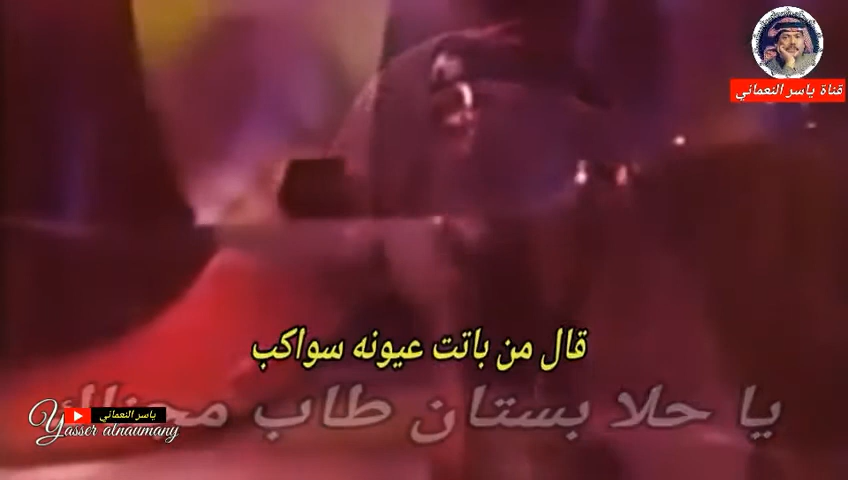 قناة ياسر النعماني
قال من باتت عيونه سواكب
يا حلا بستان طاب
ياسر النعماني
Yasser alnaumany